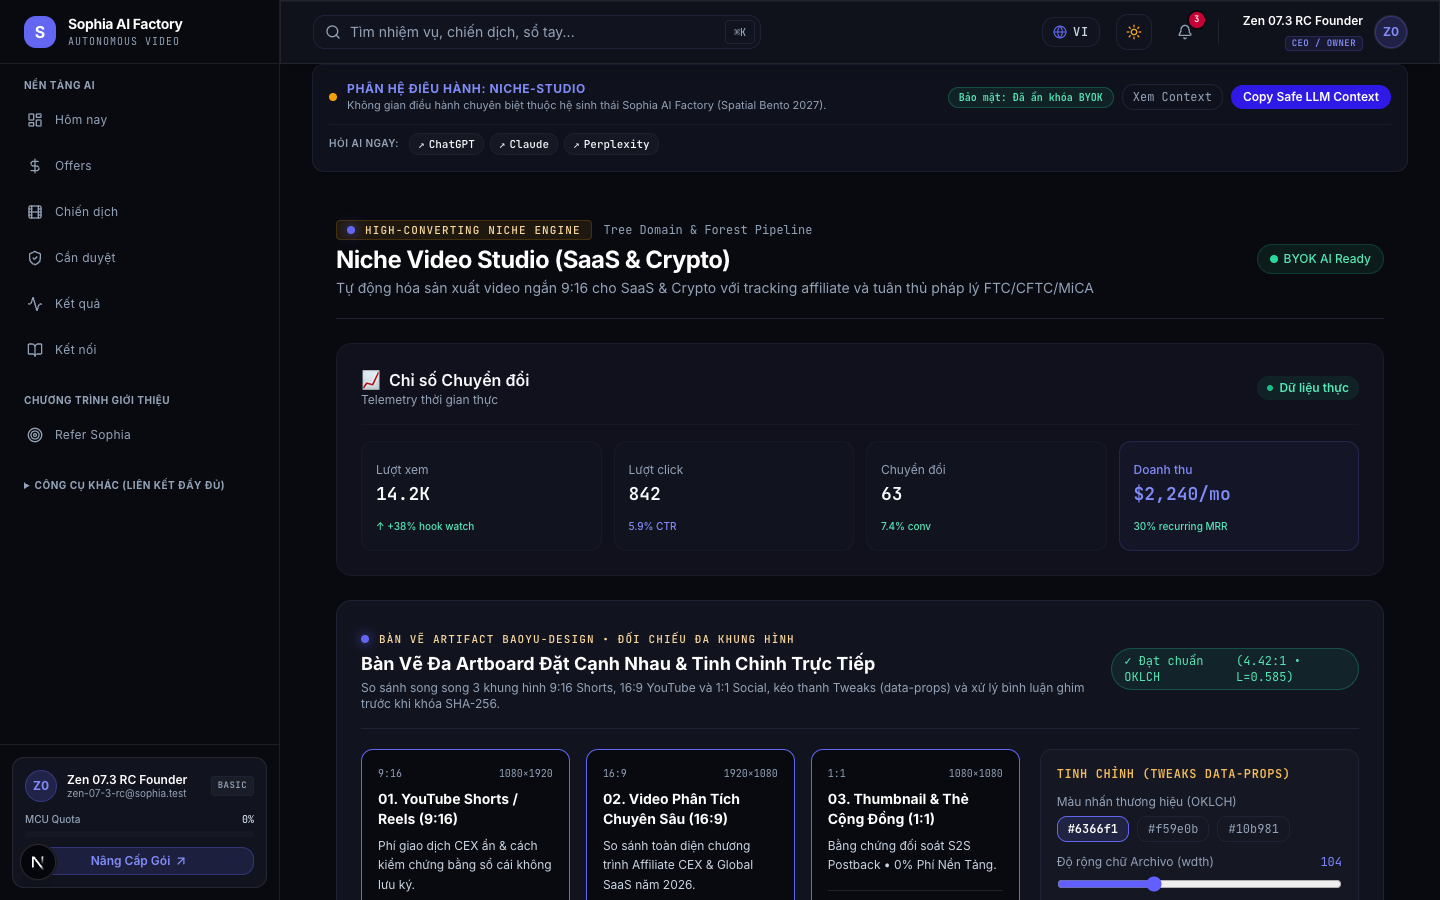 S
Sophia AI Factory
AUTONOMOUS VIDEO
Tìm nhiệm vụ, chiến dịch, sổ tay...
⌘K
VI
3
Zen 07.3 RC Founder
CEO / OWNER
ZO
NỀN TẢNG AI
Hôm nay
Offers
Chiến dịch
Cần duyệt
Kết quả
Kết nối
CHƯƠNG TRÌNH GIỚI THIỆU
Refer Sophia
▸ CÔNG CỤ KHÁC (LIÊN KẾT ĐẦY ĐỦ)
ZO
Zen 07.3 RC Founder
zen-07-3-rc@sophia.test
BASIC
MCU Quota
0%
N
Nâng Cấp Gói ↗
PHÂN HỆ ĐIỀU HÀNH: NICHE-STUDIO
Không gian điều hành chuyên biệt thuộc hệ sinh thái Sophia AI Factory (Spatial Bento 2027).
Bảo mật: Đã ẩn khóa BYOK
Xem Context
Copy Safe LLM Context
HỎI AI NGAY:
↗ ChatGPT
↗ Claude
↗ Perplexity
HIGH-CONVERTING NICHE ENGINE
Tree Domain & Forest Pipeline
Niche Video Studio (SaaS & Crypto)
Tự động hóa sản xuất video ngắn 9:16 cho SaaS & Crypto với tracking affiliate và tuân thủ pháp lý FTC/CFTC/MiCA
BYOK AI Ready
📈 Chỉ số Chuyển đổi
Telemetry thời gian thực
Dữ liệu thực
Lượt xem
14.2K
↑ +38% hook watch
Lượt click
842
5.9% CTR
Chuyển đổi
63
7.4% conv
Doanh thu
$2,240/mo
30% recurring MRR
BÀN VẼ ARTIFACT BAOYU-DESIGN • ĐỐI CHIẾU ĐA KHUNG HÌNH
Bàn Vẽ Đa Artboard Đặt Cạnh Nhau & Tinh Chỉnh Trực Tiếp
So sánh song song 3 khung hình 9:16 Shorts, 16:9 YouTube và 1:1 Social, kéo thanh Tweaks (data-props) và xử lý bình luận ghim
trước khi khóa SHA-256.
✓ Đạt chuẩn OKLCH
(4.42:1 • L=0.585)
9:16
1080×1920
01. YouTube Shorts /
Reels (9:16)
Phí giao dịch CEX ẩn & cách
kiểm chứng bằng sổ cái không
lưu ký.
16:9
1920×1080
02. Video Phân Tích
Chuyên Sâu (16:9)
So sánh toàn diện chương
trình Affiliate CEX & Global
SaaS năm 2026.
1:1
1080×1080
03. Thumbnail & Thẻ
Cộng Đồng (1:1)
Bằng chứng đối soát S2S
Postback • 0% Phí Nền Tảng.
TINH CHỈNH (TWEAKS DATA-PROPS)
Màu nhấn thương hiệu (OKLCH)
#6366f1
#f59e0b
#10b981
Độ rộng chữ Archivo (wdth)
104